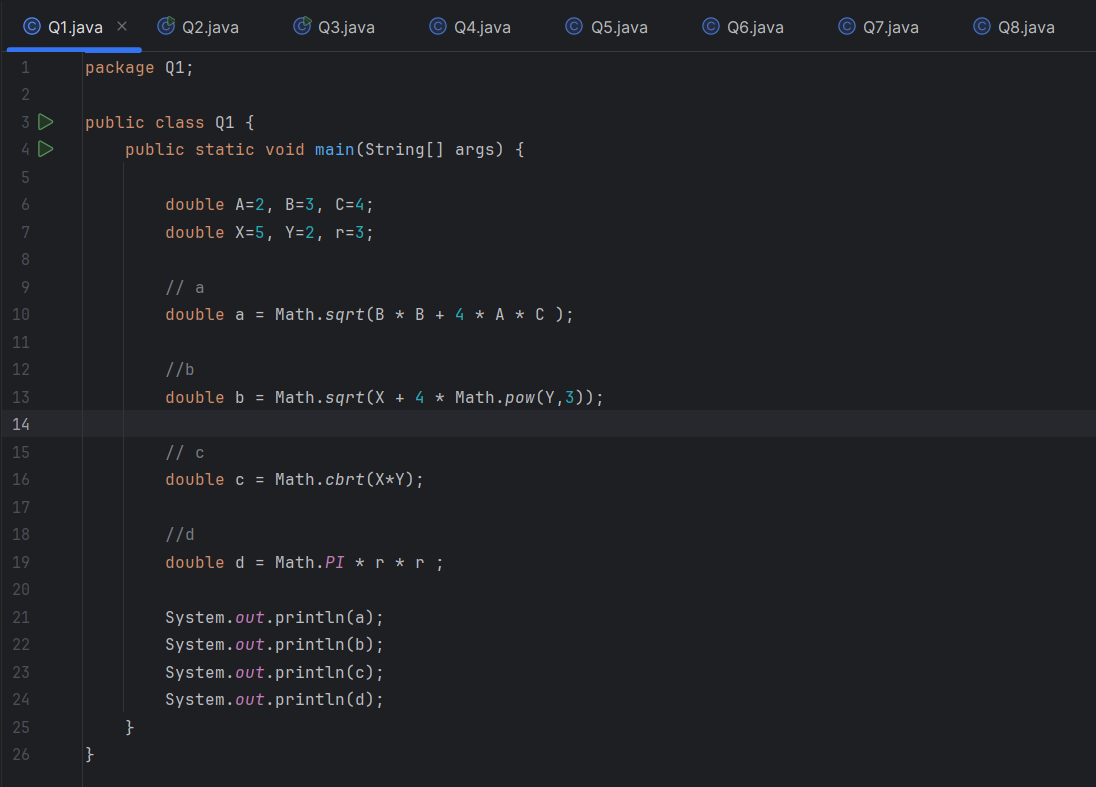 Q1.java Q2.java Q3.java Q4.java Q5.java Q6.java Q7.java Q8.java
1 package Q1;
2
3 public class Q1 {
4     public static void main(String[] args) {
5
6         double A=2, B=3, C=4;
7         double X=5, Y=2, r=3;
8
9         // a
10         double a = Math.sqrt(B * B + 4 * A * C );
11
12         //b
13         double b = Math.sqrt(X + 4 * Math.pow(Y,3));
14
15         // c
16         double c = Math.cbrt(X*Y);
17
18         //d
19         double d = Math.PI * r * r ;
20
21         System.out.println(a);
22         System.out.println(b);
23         System.out.println(c);
24         System.out.println(d);
25     }
26 }